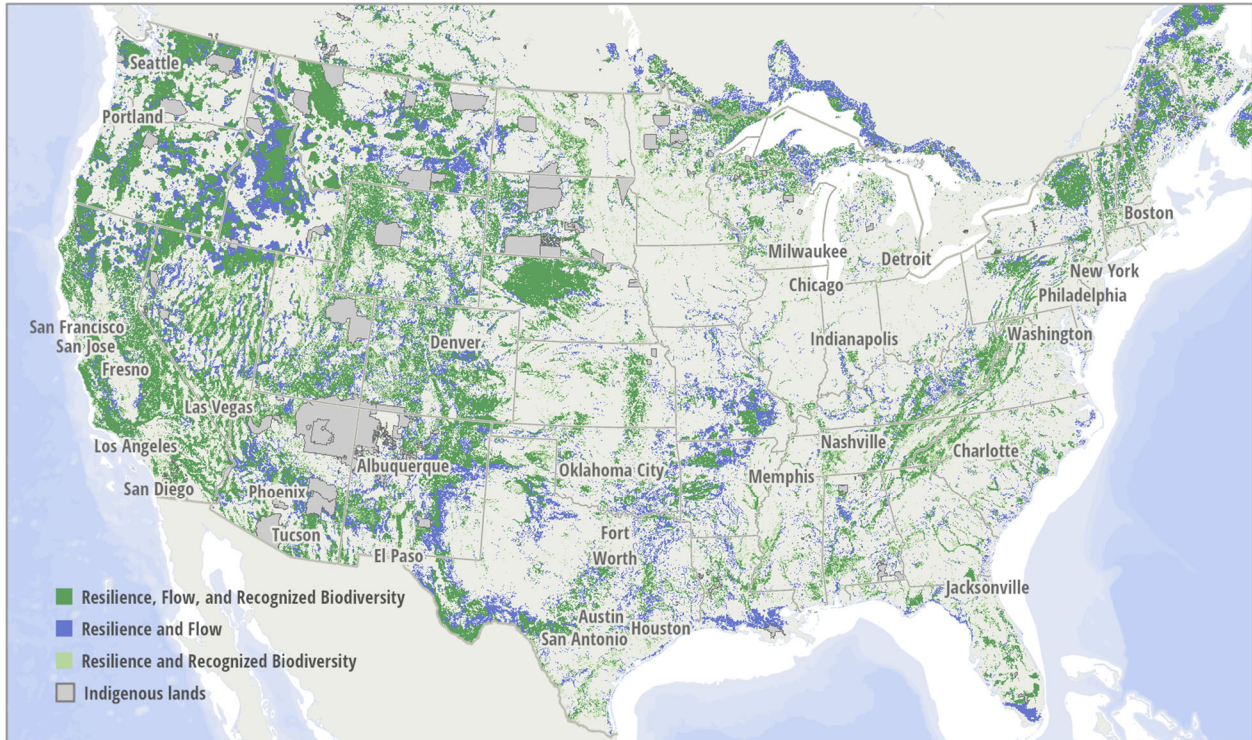 Seattle
Portland
Boston
Milwaukee
Detroit
New York
Chicago
Philadelphia
San Francisco
San Jose
Fresno
Denver
Indianapolis
Washington
Las Vegas
Los Angeles
Albuquerque
Oklahoma City
Nashville
Charlotte
Memphis
San Diego
Phoenix
Tucson
El Paso
Fort
Worth
Jacksonville
Austin
Houston
San Antonio
Resilience, Flow, and Recognized Biodiversity
Resilience and Flow
Resilience and Recognized Biodiversity
Indigenous lands